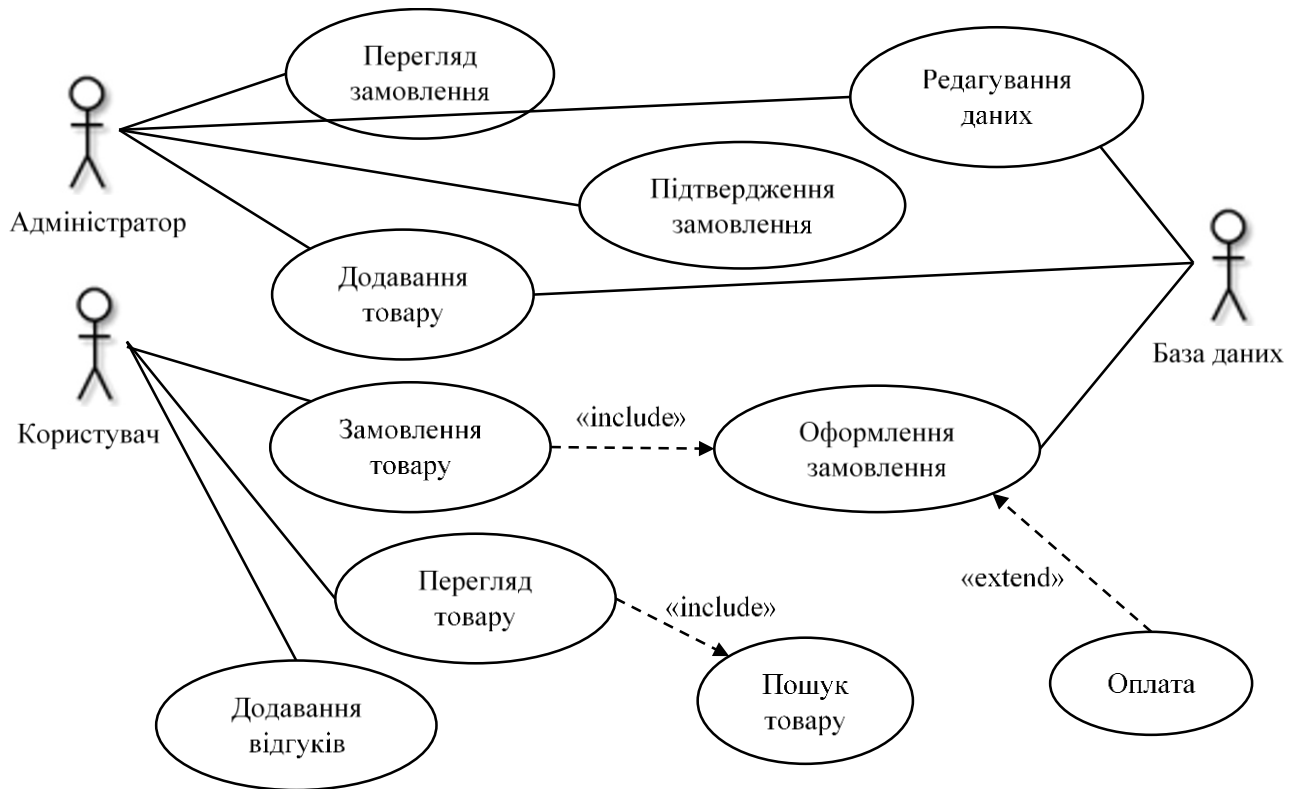 Перегляд
замовлення
Редагування
даних
Адміністратор
Підтвердження
замовлення
Додавання
товару
База даних
Користувач
Замовлення
товару
«include»
Оформлення
замовлення
Перегляд
товару
«include»
«extend»
Пошук
товару
Оплата
Додавання
відгуків